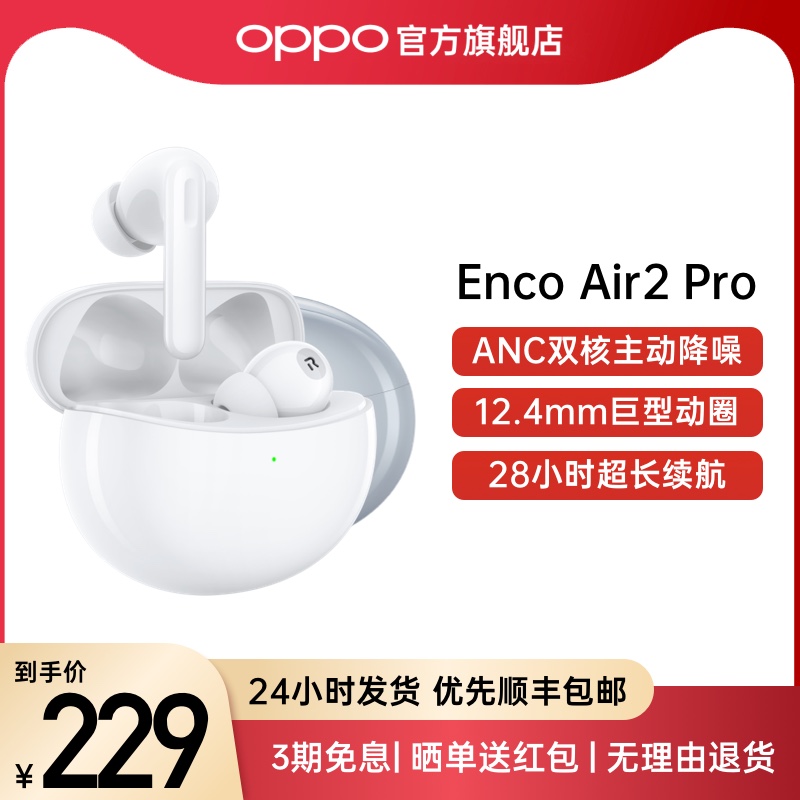 oppo 官方旗舰店
Enco Air2 Pro
ANC双核主动降噪
12.4mm巨型动圈
28小时超长续航
到手价
¥229
24小时发货 优先顺丰包邮
3期免息| 晒单送红包 | 无理由退货